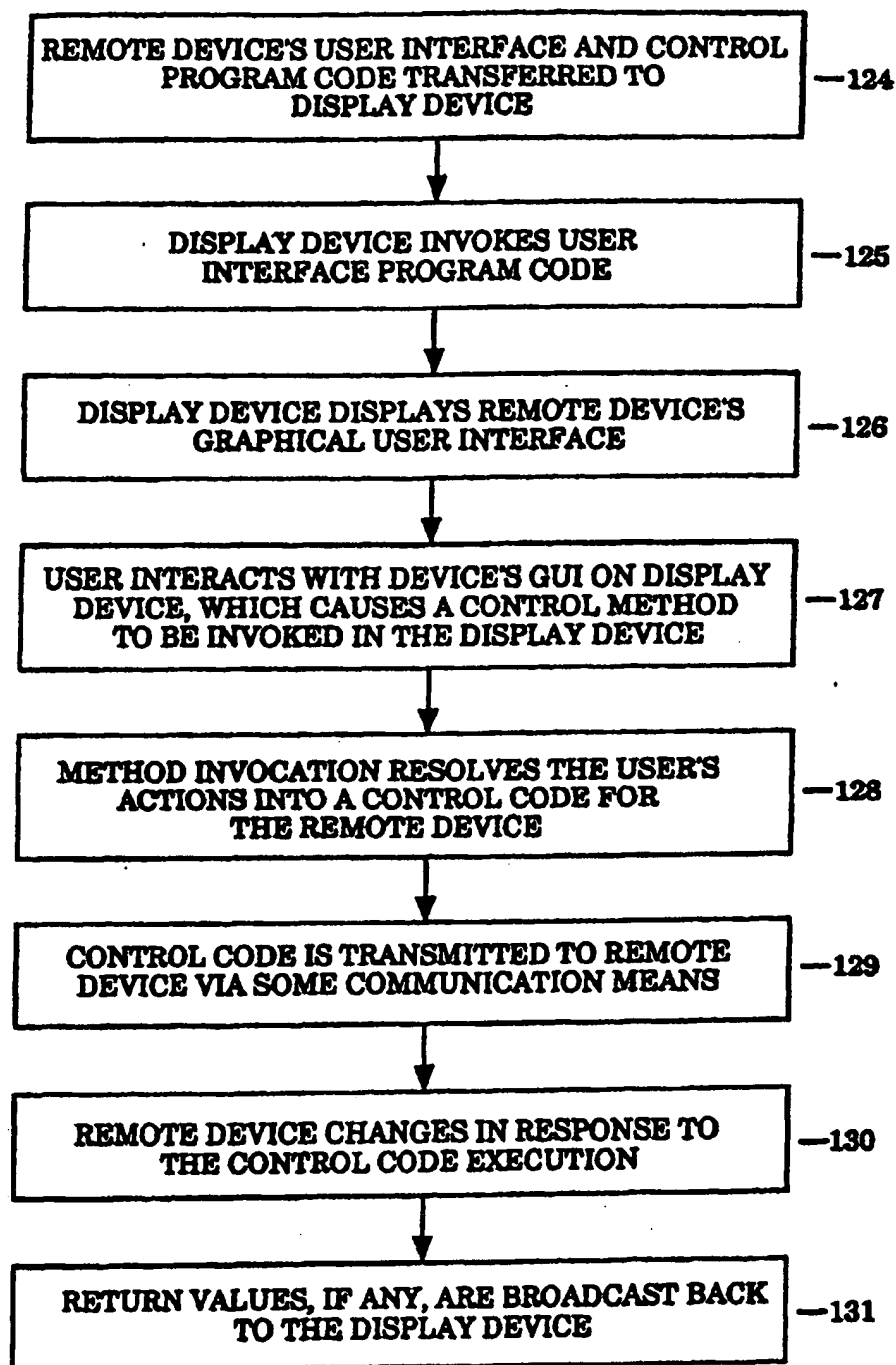 REMOTE DEVICE'S USER INTERFACE AND CONTROL
PROGRAM CODE TRANSFERRED TO
DISPLAY DEVICE
124
DISPLAY DEVICE INVOKES USER
INTERFACE PROGRAM CODE
125
DISPLAY DEVICE DISPLAYS REMOTE DEVICE'S
GRAPHICAL USER INTERFACE
126
USER INTERACTS WITH DEVICE'S GUI ON DISPLAY
DEVICE, WHICH CAUSES A CONTROL METHOD
TO BE INVOKED IN THE DISPLAY DEVICE
127
METHOD INVOCATION RESOLVES THE USER'S
ACTIONS INTO A CONTROL CODE FOR
THE REMOTE DEVICE
128
CONTROL CODE IS TRANSMITTED TO REMOTE
DEVICE VIA SOME COMMUNICATION MEANS
129
REMOTE DEVICE CHANGES IN RESPONSE TO
THE CONTROL CODE EXECUTION
130
RETURN VALUES, IF ANY, ARE BROADCAST BACK
TO THE DISPLAY DEVICE
131